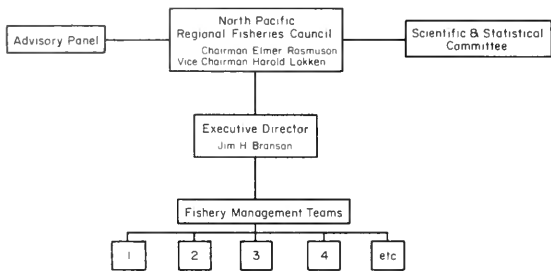 North Pacific
Regional Fisheries Council
Chairman Elmer Rasmuson
Vice Chairman Harold Lokken
Advisory Panel
Scientific & Statistical
Committee
Executive Director
Jim H Branson
Fishery Management Teams
1 2 3 4 etc